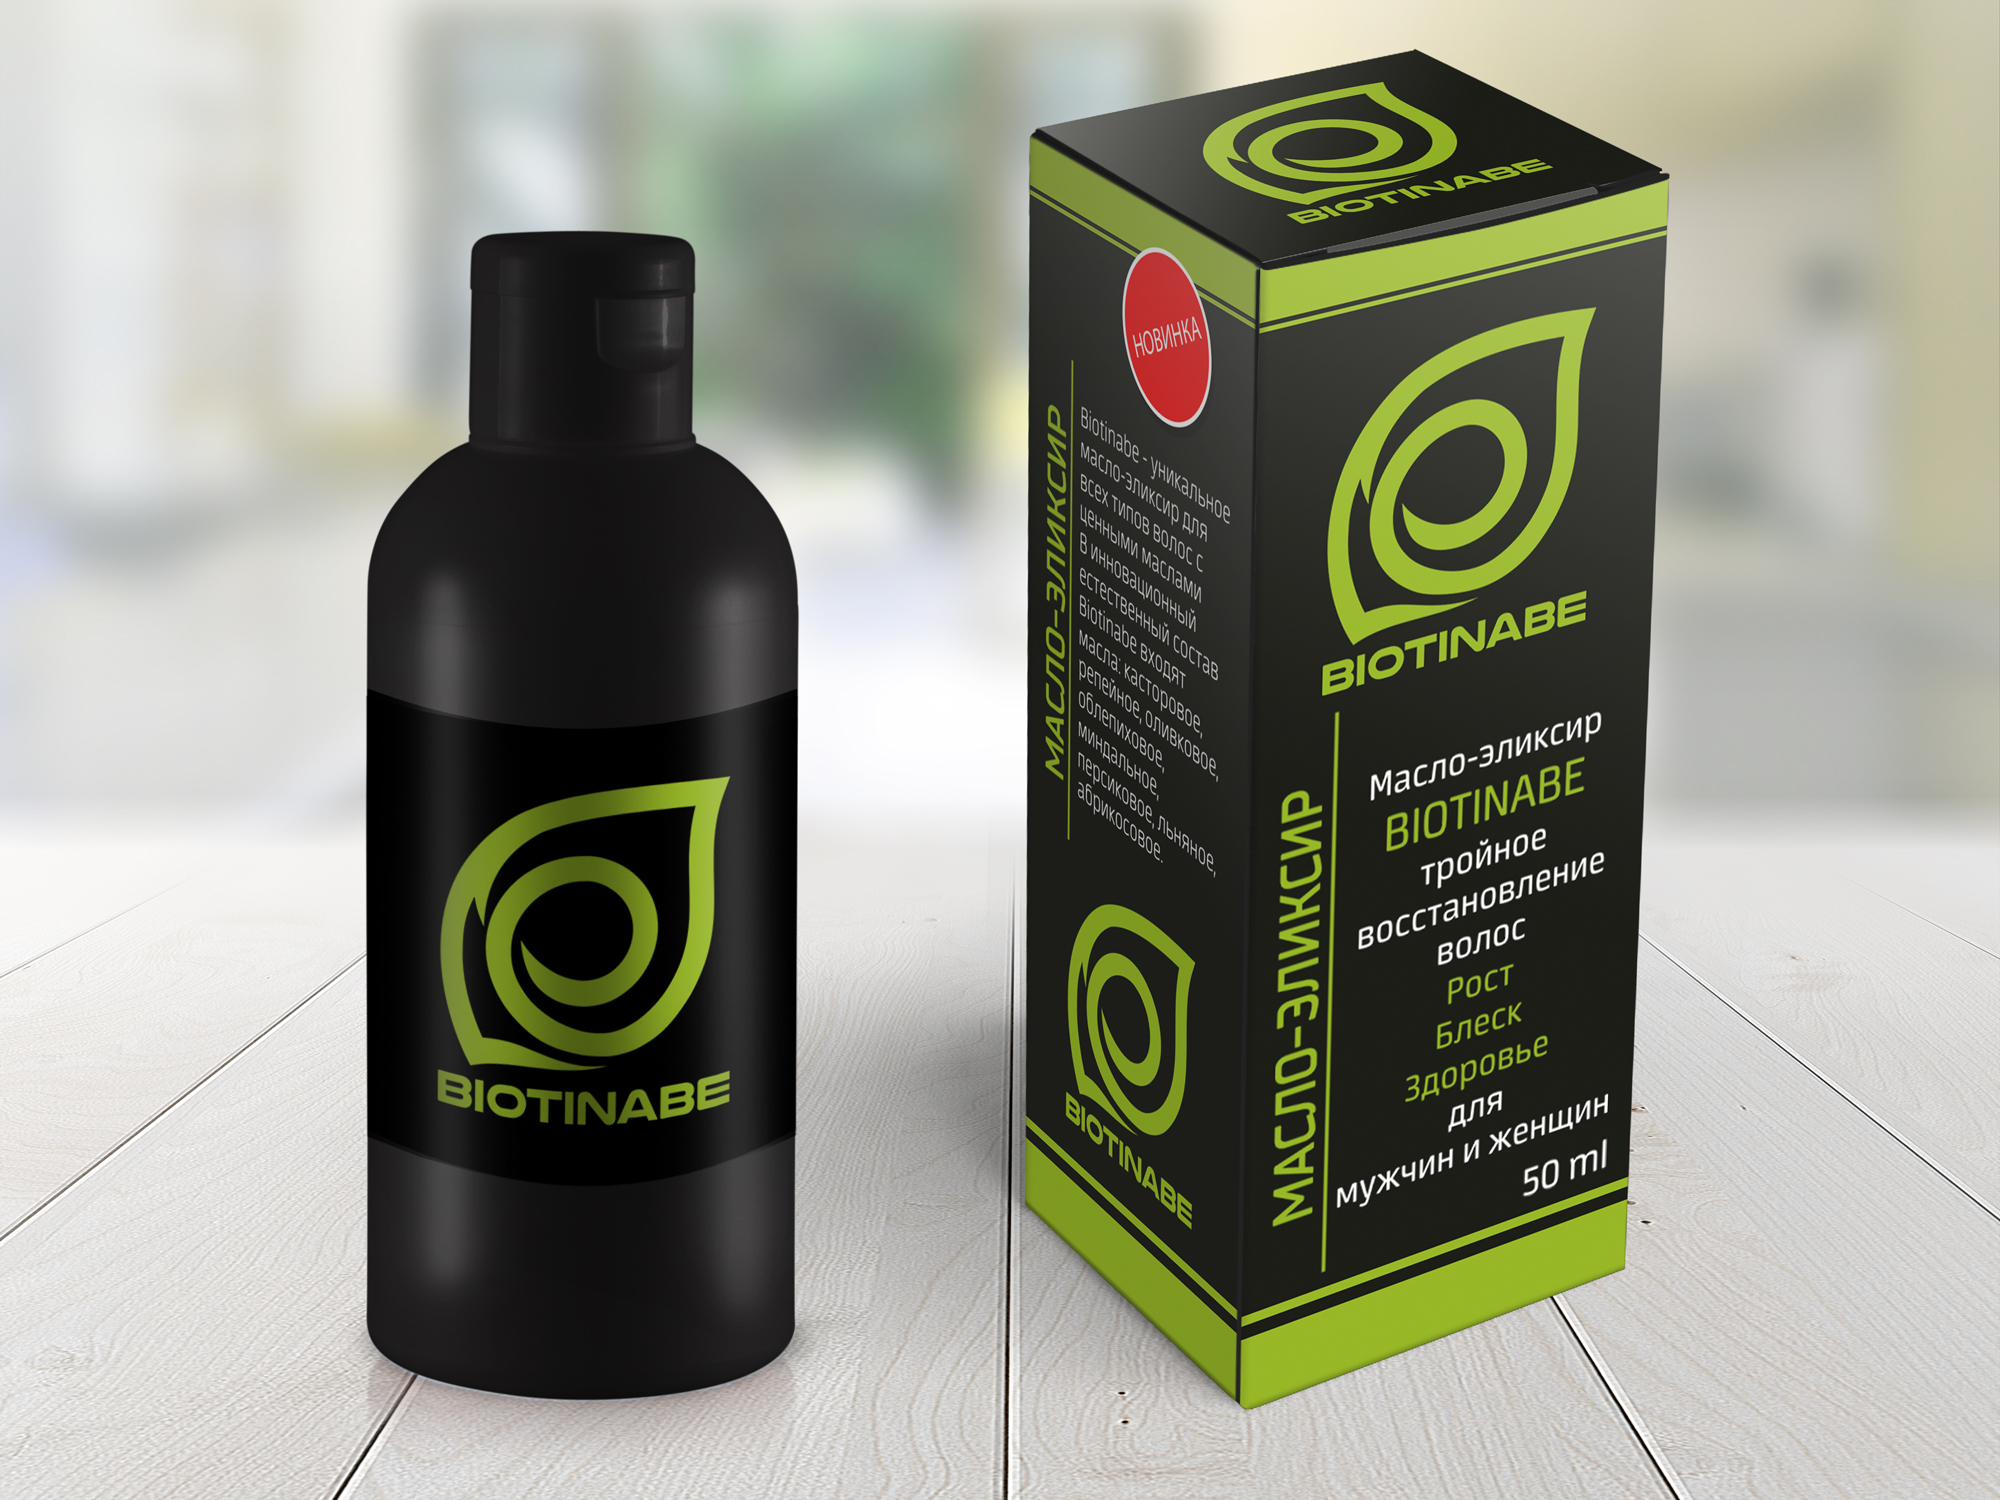 BIOTINABE
BIOTINABE
НОВИНКА
МАСЛО-ЭЛИКСИР
Biotinabe - уникальное
масло-эликсир для
всех типов волос с
ценными маслами
В инновационный
естественный состав
Biotinabe входят
масла: касторовое,
репейное, оливковое,
облепиховое,
миндальное,
персиковое, льняное,
абрикосовое.
BIOTINABE
BIOTINABE
МАСЛО-ЭЛИКСИР
Масло-эликсир
BIOTINABE
тройное
восстановление
волос
Рост
Блеск
Здоровье
для
мужчин и женщин
50 ml